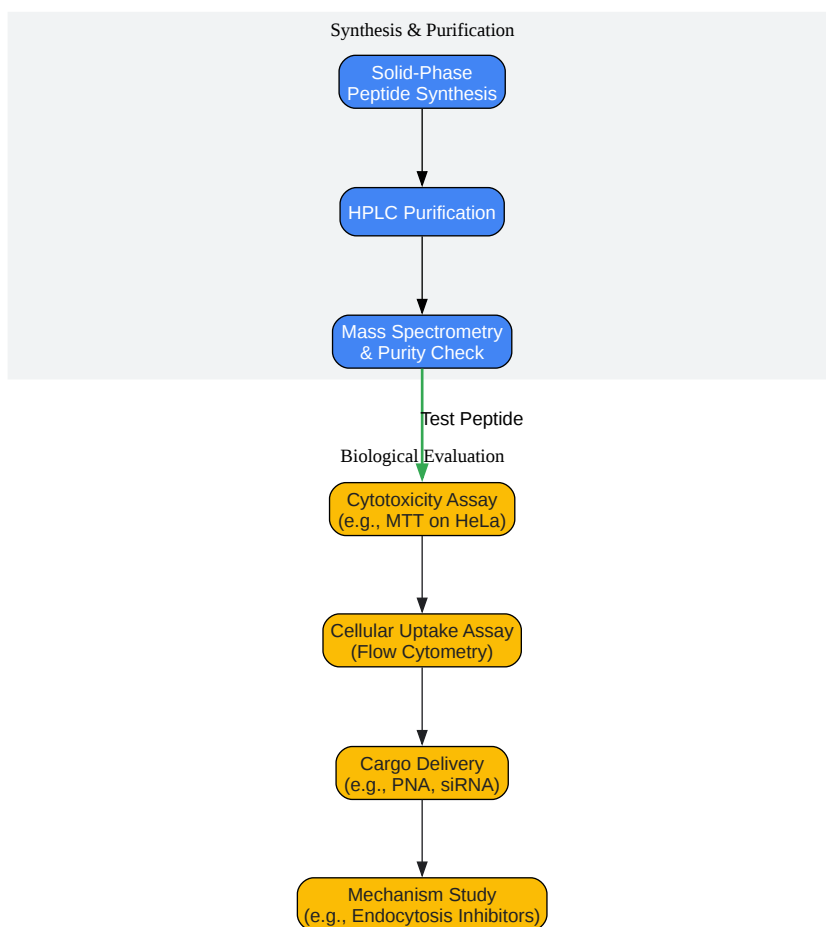 Synthesis & Purification
Solid-Phase
Peptide Synthesis
HPLC Purification
Mass Spectrometry
& Purity Check
Test Peptide
Biological Evaluation
Cytotoxicity Assay
(e.g., MTT on HeLa)
Cellular Uptake Assay
(Flow Cytometry)
Cargo Delivery
(e.g., PNA, siRNA)
Mechanism Study
(e.g., Endocytosis Inhibitors)